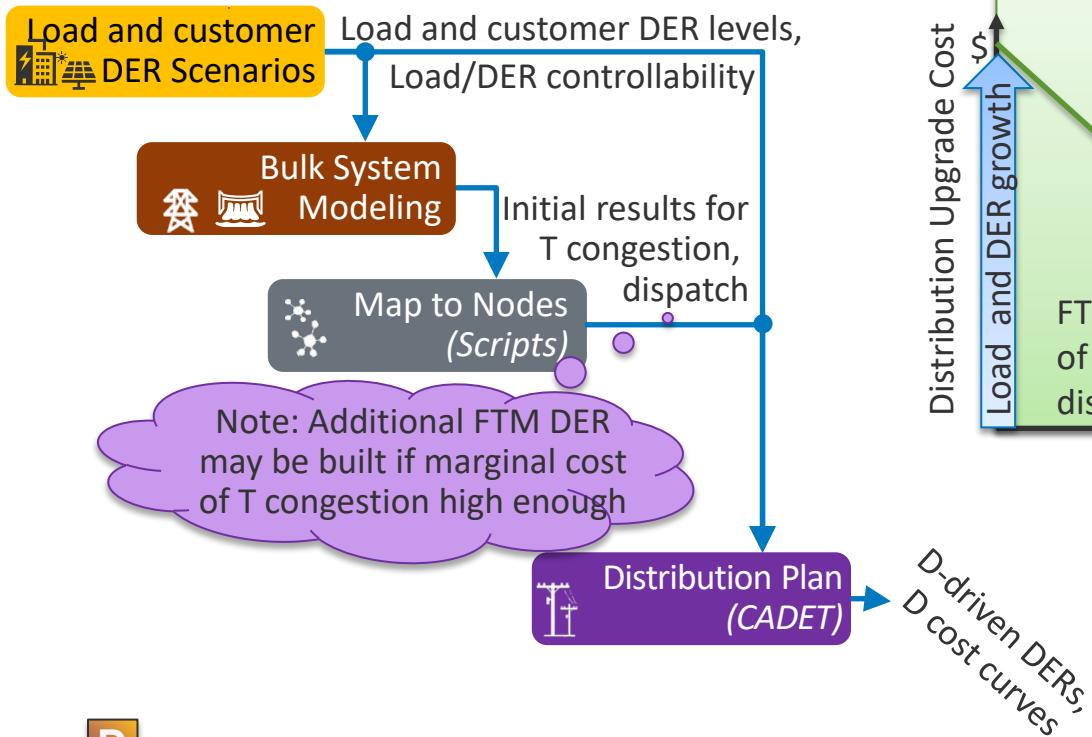 Load and customer
DER Scenarios
Load and customer DER levels,
Load/DER controllability
Bulk System
Modeling
Initial results for
T congestion,
dispatch
Map to Nodes
(Scripts)
Note: Additional FTM DER
may be built if marginal cost
of T congestion high enough
Distribution Plan
(CADET)
D-driven DERs,
D cost curves
Distribution Upgrade Cost
$
Load and DER growth
of